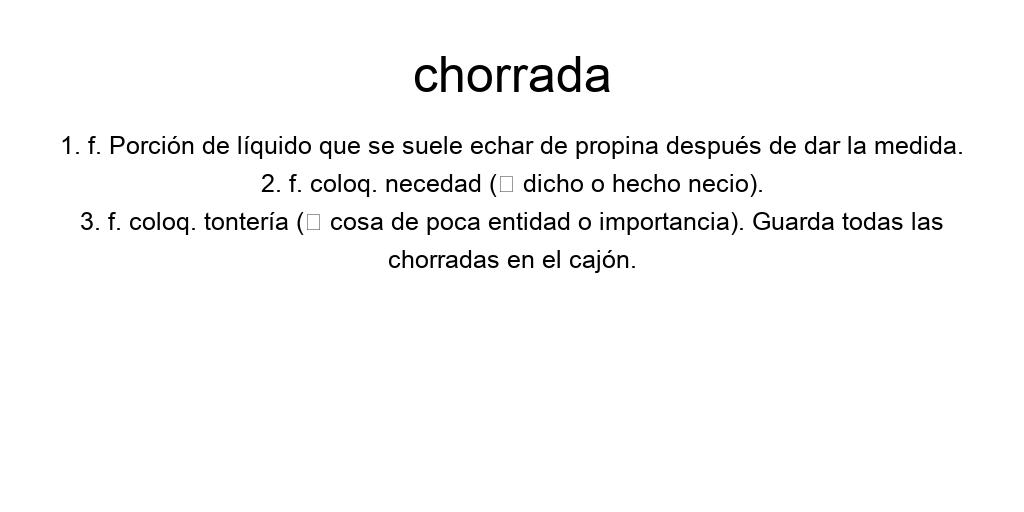 chorrada
1. f. Porción de líquido que se suele echar de propina después de dar la medida.
2. f. coloq. necedad (□ dicho o hecho necio).
3. f. coloq. tontería (□ cosa de poca entidad o importancia). Guarda todas las
chorradas en el cajón.